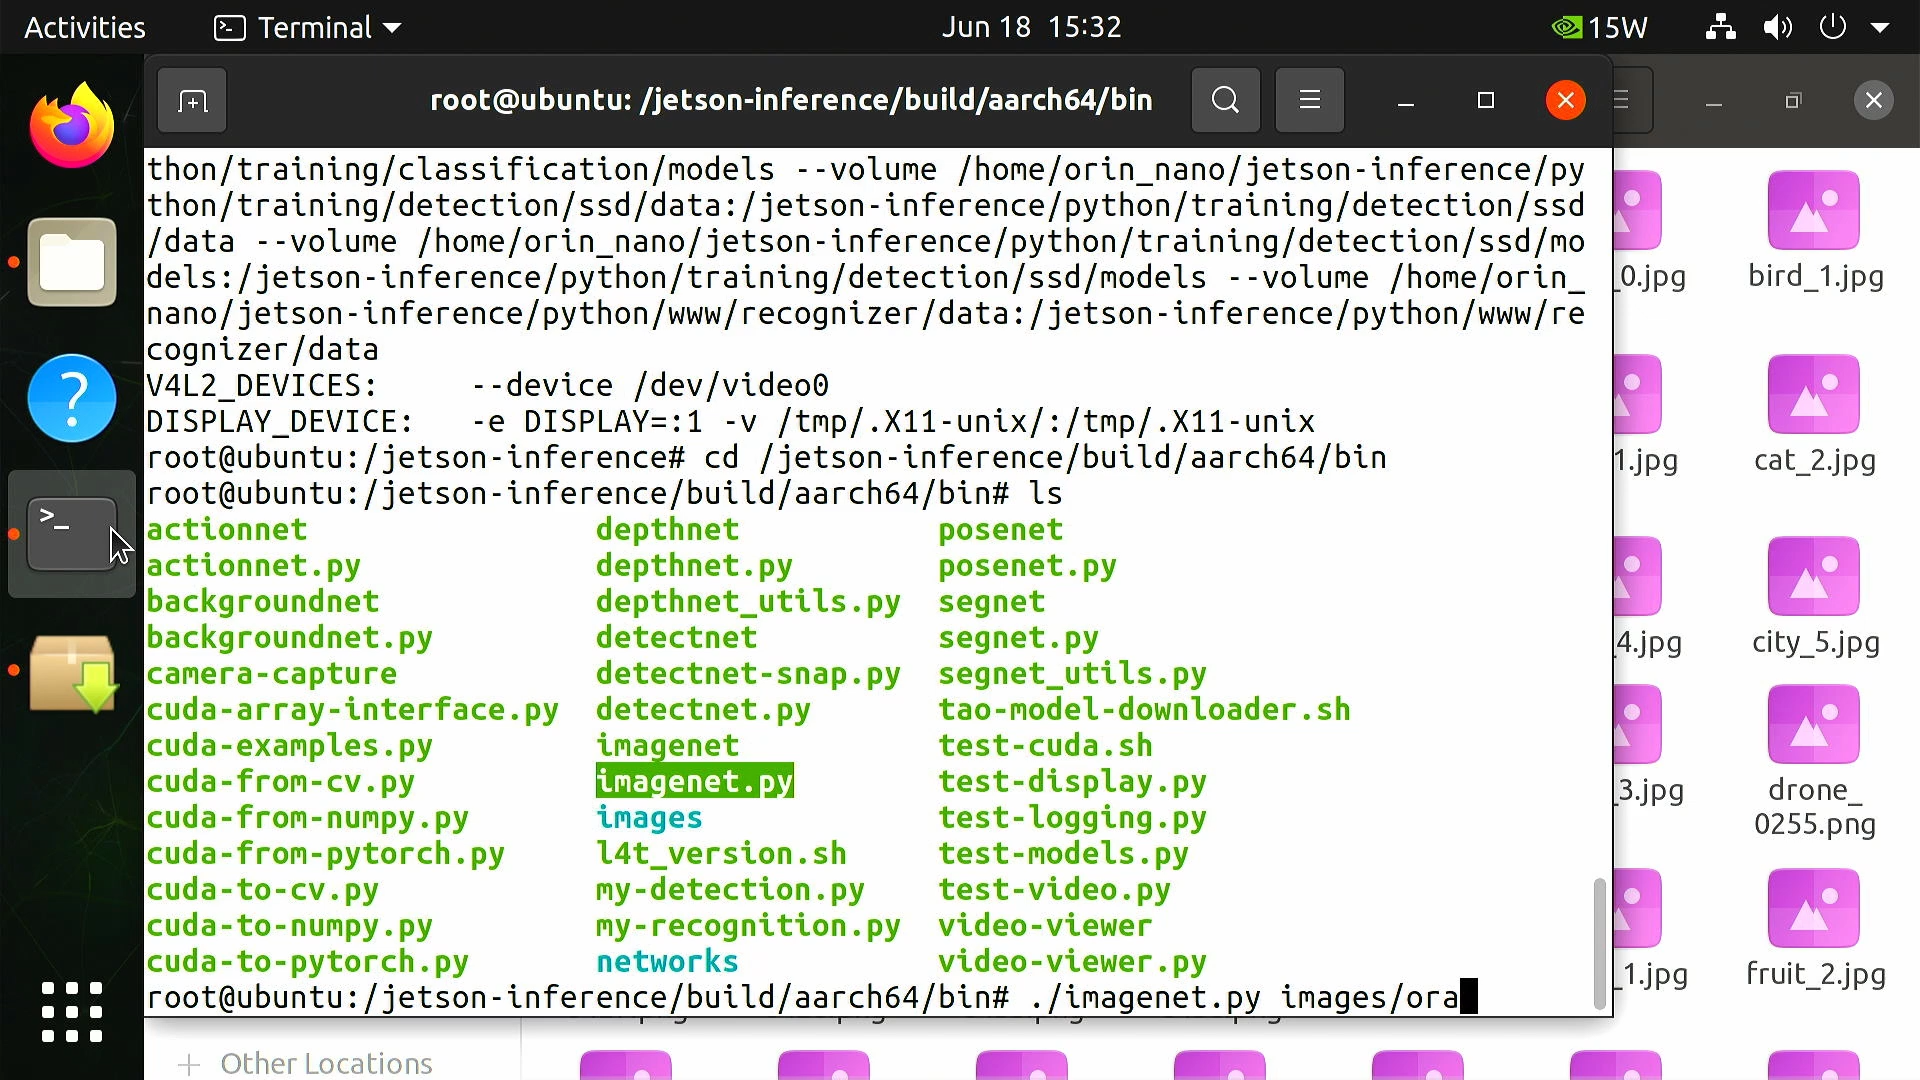 Activities
Terminal
Jun 18 15:32
15W
root@ubuntu: /jetson-inference/build/aarch64/bin
thon/training/classification/models --volume /home/orin_nano/jetson-inference/py
thon/training/detection/ssd/data:/jetson-inference/python/training/detection/ssd
/data --volume /home/orin_nano/jetson-inference/python/training/detection/ssd/mo
dels:/jetson-inference/python/training/detection/ssd/models --volume /home/orin_
nano/jetson-inference/python/www/recognizer/data:/jetson-inference/python/www/re
cognizer/data
V4L2_DEVICES: --device /dev/video0
DISPLAY_DEVICE: -e DISPLAY=:1 -v /tmp/.X11-unix/:/tmp/.X11-unix
root@ubuntu:/jetson-inference# cd /jetson-inference/build/aarch64/bin
root@ubuntu:/jetson-inference/build/aarch64/bin# ls
actionnet depthnet posenet
actionnet.py depthnet.py posenet.py
backgroundnet depthnet_utils.py segnet
backgroundnet.py detectnet segnet.py
camera-capture detectnet-snap.py segnet_utils.py
cuda-array-interface.py detectnet.py tao-model-downloader.sh
cuda-examples.py imagenet test-cuda.sh
cuda-from-cv.py imagenet.py test-display.py
cuda-from-numpy.py images test-logging.py
cuda-from-pytorch.py l4t_version.sh test-models.py
cuda-to-cv.py my-detection.py test-video.py
cuda-to-numpy.py my-recognition.py video-viewer
cuda-to-pytorch.py networks video-viewer.py
root@ubuntu:/jetson-inference/build/aarch64/bin# ./imagenet.py images/ora
_0.jpg bird_1.jpg
1.jpg cat_2.jpg
_4.jpg city_5.jpg
_3.jpg drone_
0255.png
_1.jpg fruit_2.jpg
Other Locations